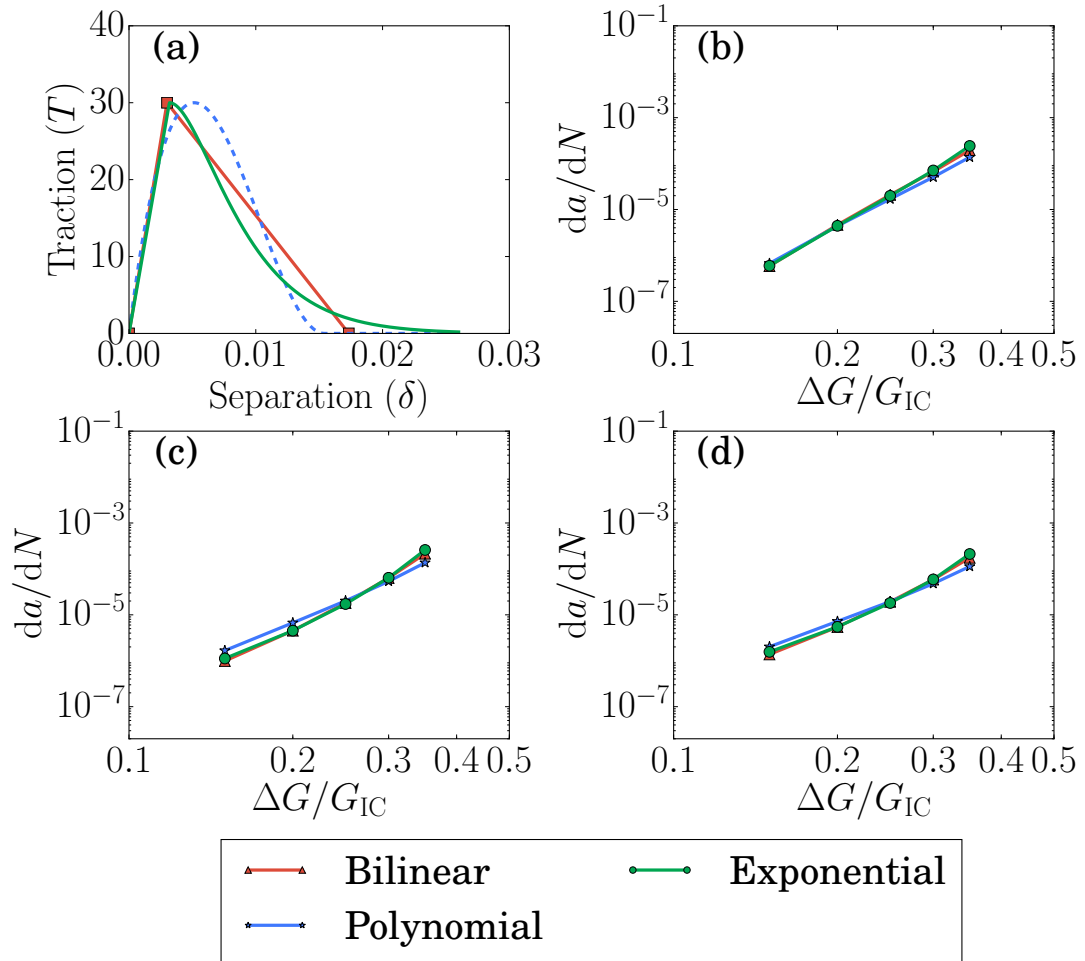 (a)
40
30
20
10
0
Traction (T)
0.00
0.01
0.02
0.03
Separation (δ)
(b)
10⁻¹
10⁻³
10⁻⁵
10⁻⁷
da/dN
0.1
0.2
0.3
0.4
0.5
ΔG/G_IC
(c)
10⁻¹
10⁻³
10⁻⁵
10⁻⁷
da/dN
0.1
0.2
0.3
0.4
0.5
ΔG/G_IC
(d)
10⁻¹
10⁻³
10⁻⁵
10⁻⁷
da/dN
0.1
0.2
0.3
0.4
0.5
ΔG/G_IC
Bilinear
Exponential
Polynomial